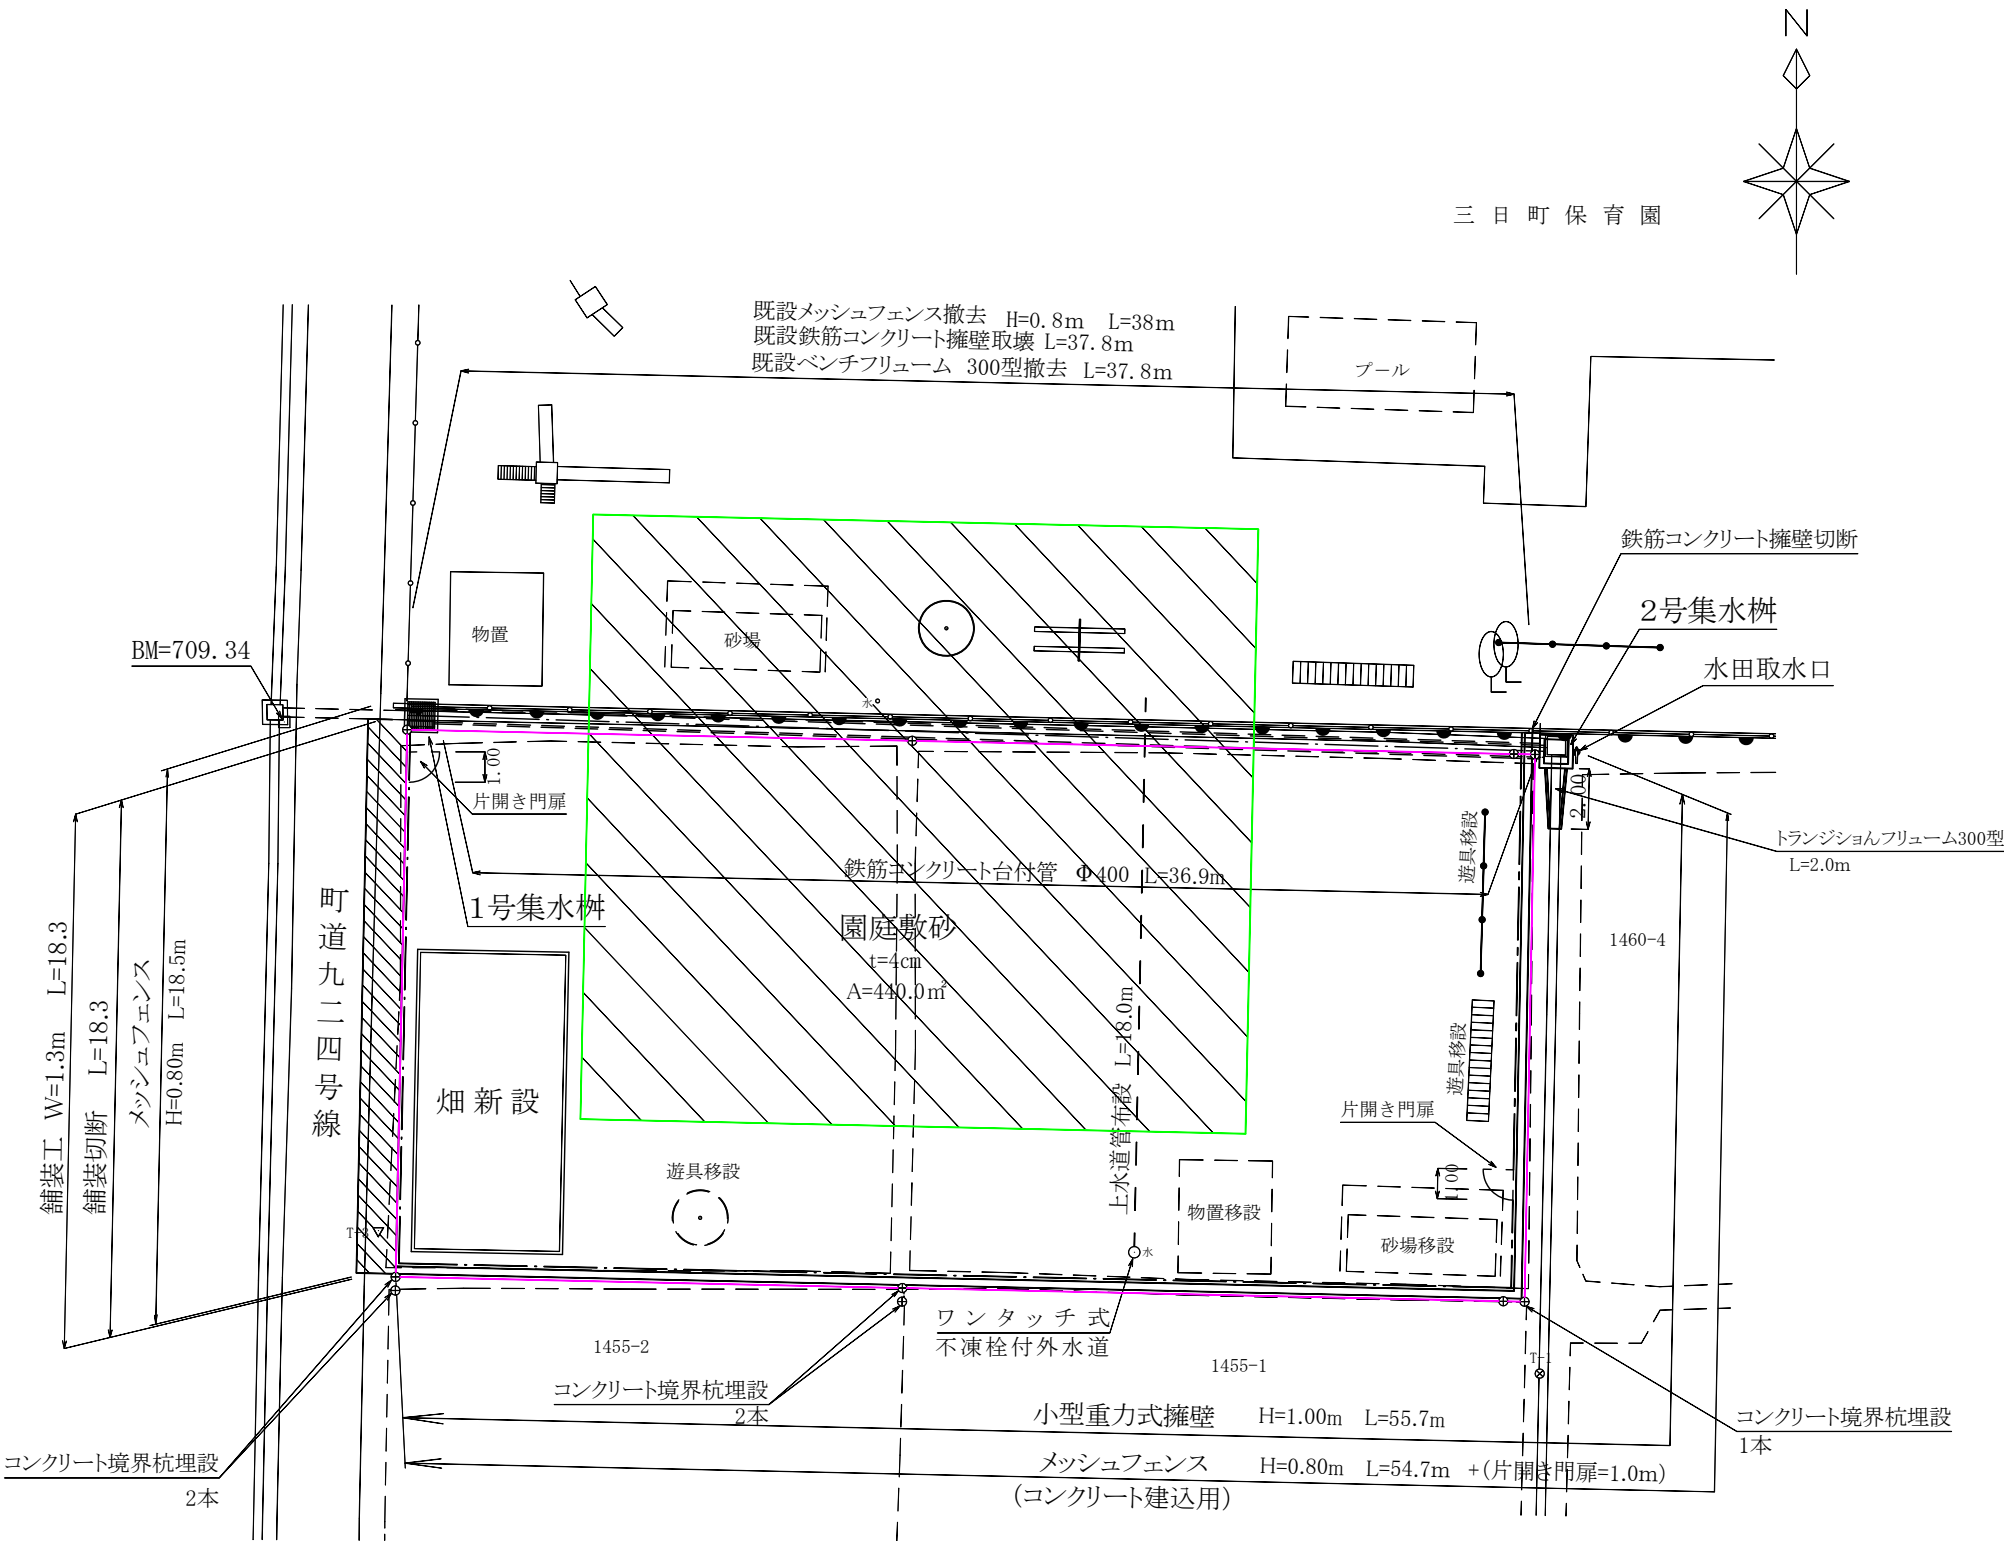 N
三日町保育園
既設メッシュフェンス撤去 H=0.8m L=38m
既設鉄筋コンクリート擁壁取壊 L=37.8m
既設ベンチフリューム 300型撤去 L=37.8m
プール
鉄筋コンクリート擁壁切断
2号集水桝
水田取水口
物置
砂場
BM=709.34
水
1.00
片開き門扉
2.00
トランジショんフリューム300型
L=2.0m
遊具移設
鉄筋コンクリート台付管 Φ400 L=36.9m
1号集水桝
園庭敷砂
t=4cm
A=440.0㎡
1460-4
町道九二四号線
舗装工 W=1.3m L=18.3
舗装切断 L=18.3
メッシュフェンス
H=0.80m L=18.5m
上水道管布設 L=18.0m
遊具移設
畑新設
片開き門扉
1.00
遊具移設
物置移設
砂場移設
水
ワンタッチ式
不凍栓付外水道
1455-2
1455-1
T-1
コンクリート境界杭埋設
2本
小型重力式擁壁 H=1.00m L=55.7m
コンクリート境界杭埋設
1本
コンクリート境界杭埋設
2本
メッシュフェンス H=0.80m L=54.7m +(片開き門扉=1.0m)
(コンクリート建込用)